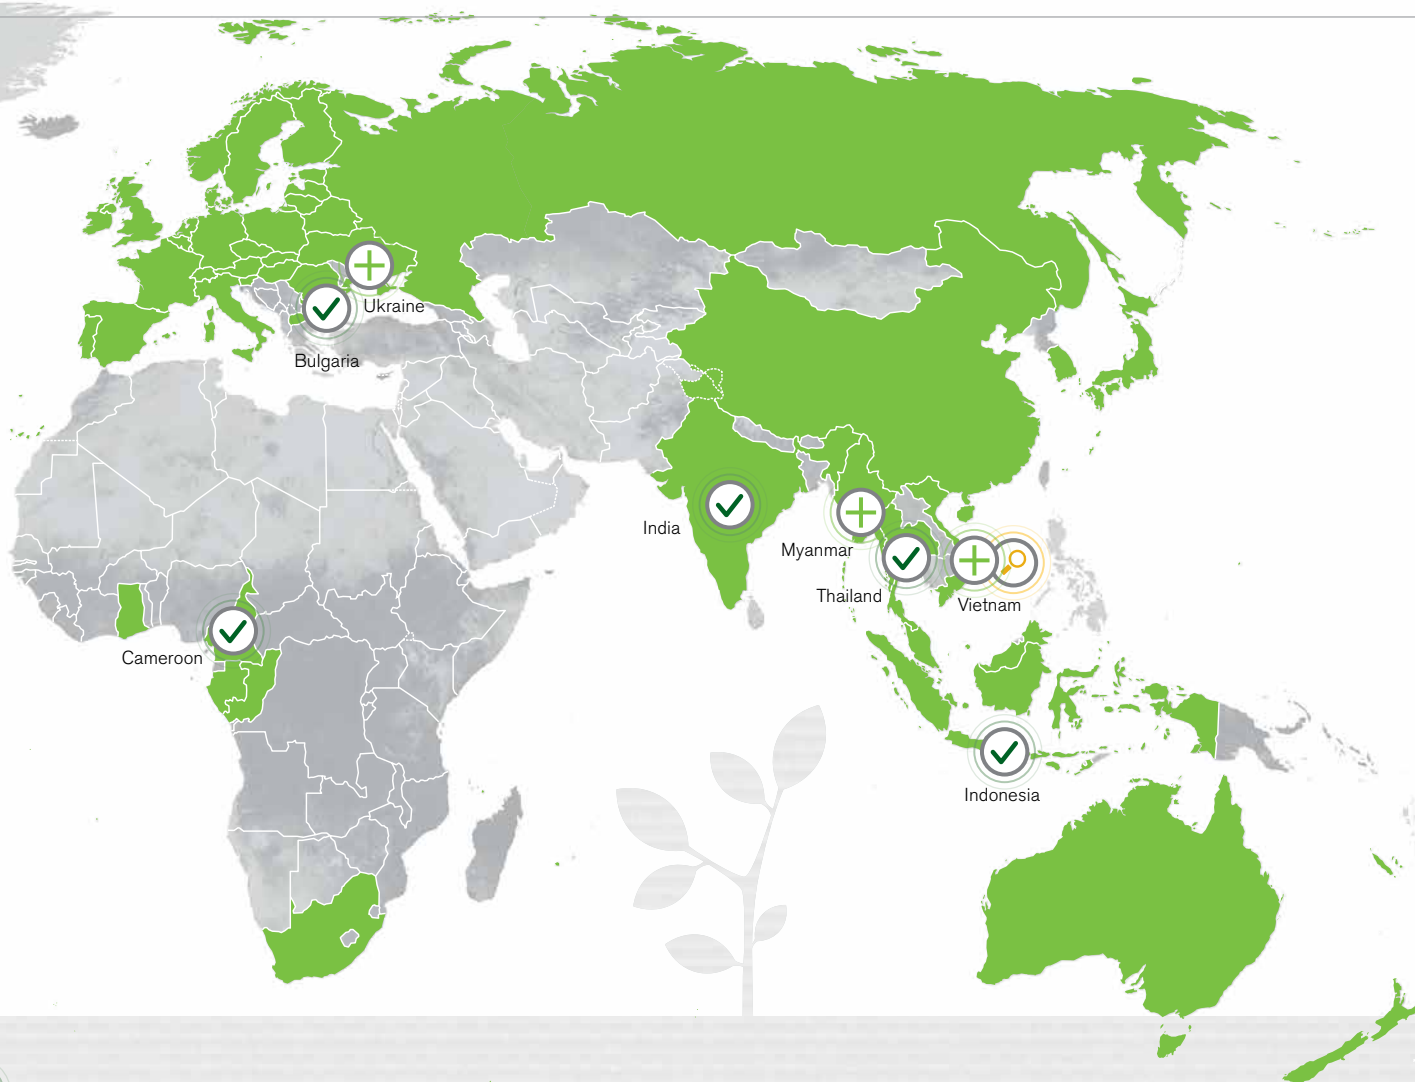 Ukraine
Bulgaria
India
Myanmar
Thailand
Vietnam
Cameroon
Indonesia